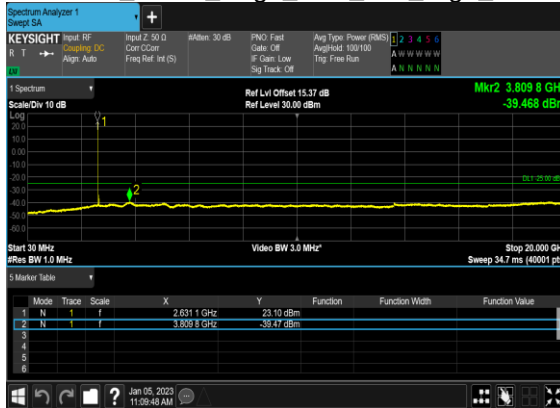 Spectrum Analyzer 1
Swept SA
+
KEYSIGHT
R T
LU
Input: RF
Coupling: DC
Align: Auto
Input Z: 50 Ω
Corr CCorr
Freq Ref: Int (S)
#Atten: 30 dB
PNO: Fast
Gate: Off
IF Gain: Low
Sig Track: Off
Avg Type: Power (RMS)
Avg|Hold: 100/100
Trig: Free Run
1 2 3 4 5 6
A W W W W W
A N N N N N
1 Spectrum
Scale/Div 10 dB
Ref Lvl Offset 15.37 dB
Ref Level 30.00 dBm
Mkr2 3.809 8 GH
-39.468 dBr
Log
20.0
10.0
0.00
-10.0
-20.0
-30.0
-40.0
-50.0
-60.0
1
2
Start 30 MHz
#Res BW 1.0 MHz
Video BW 3.0 MHz*
Stop 20.000 GH
Sweep 34.7 ms (40001 pt
5 Marker Table
Mode Trace Scale X Y Function Function Width Function Value
1 N 1 f 2.631 1 GHz 23.10 dBm
2 N 1 f 3.809 8 GHz -39.47 dBm
3
4
5
6
?
Jan 05, 2023
11:09:48 AM